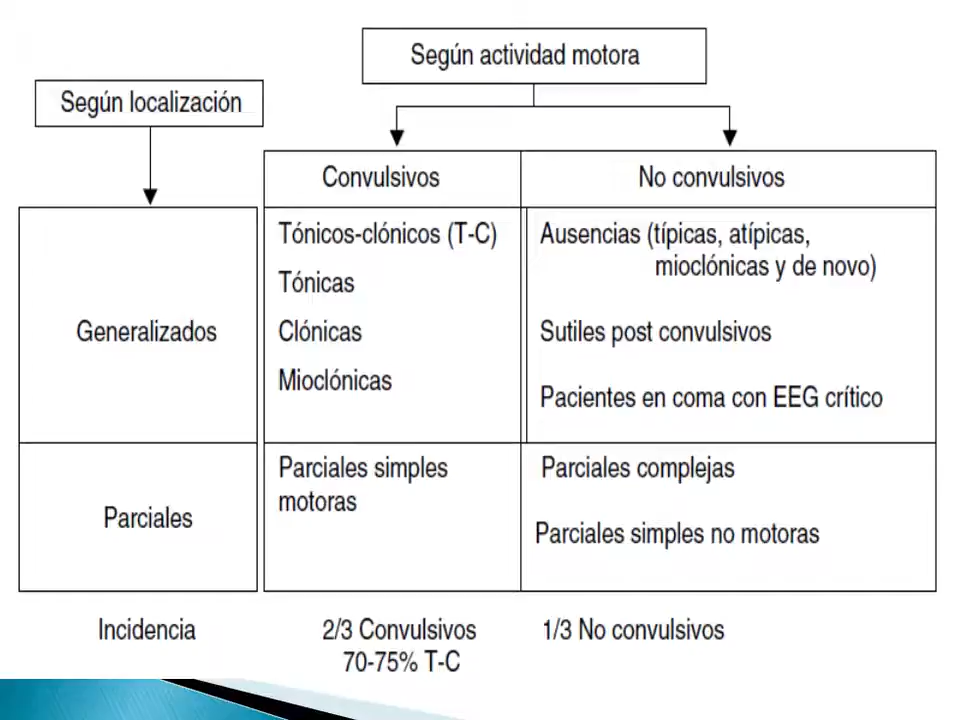 Según actividad motora
Según localización
Convulsivos
No convulsivos
Generalizados
Tónicos-clónicos (T-C)
Tónicas
Clónicas
Mioclónicas
Ausencias (típicas, atípicas,
mioclónicas y de novo)
Sutiles post convulsivos
Pacientes en coma con EEG crítico
Parciales
Parciales simples
motoras
Parciales complejas
Parciales simples no motoras
Incidencia
2/3 Convulsivos
70-75% T-C
1/3 No convulsivos